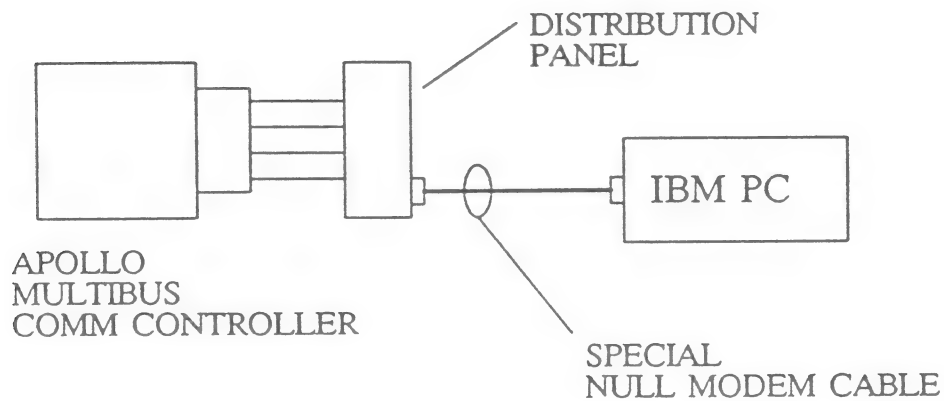 DISTRIBUTION
PANEL
IBM PC
APOLLO
MULTIBUS
COMM CONTROLLER
SPECIAL
NULL MODEM CABLE